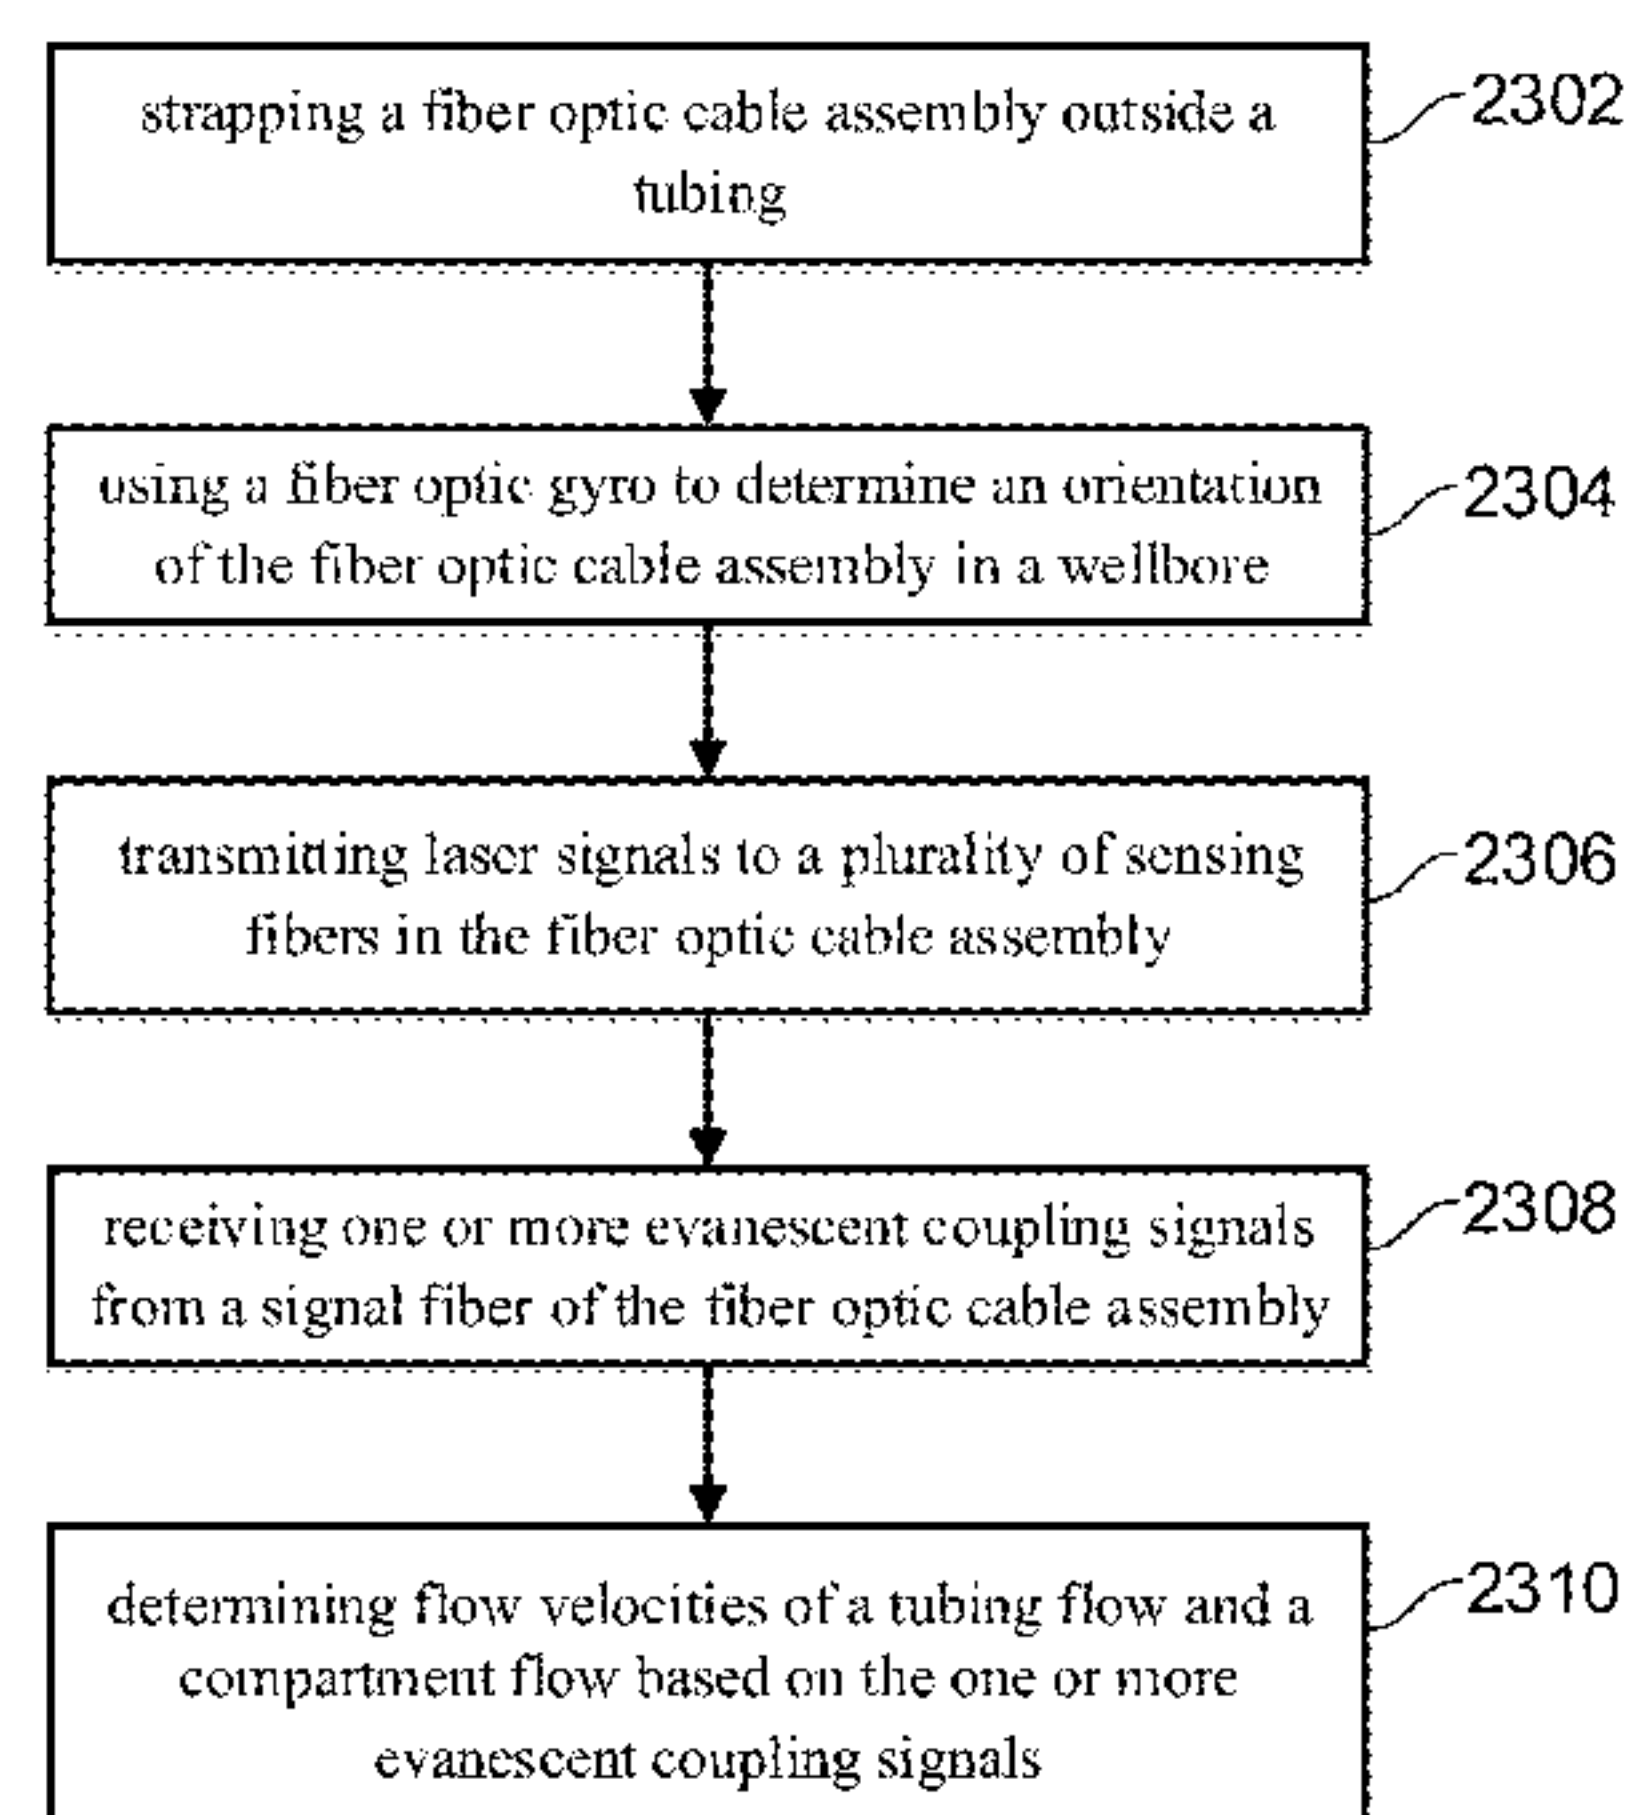 strapping a fiber optic cable assembly outside a
tubing
2302
using a fiber optic gyro to determine an orientation
of the fiber optic cable assembly in a wellbore
2304
transmitting laser signals to a plurality of sensing
fibers in the fiber optic cable assembly
2306
receiving one or more evanescent coupling signals
from a signal fiber of the fiber optic cable assembly
2308
determining flow velocities of a tubing flow and a
compartment flow based on the one or more
evanescent coupling signals
2310